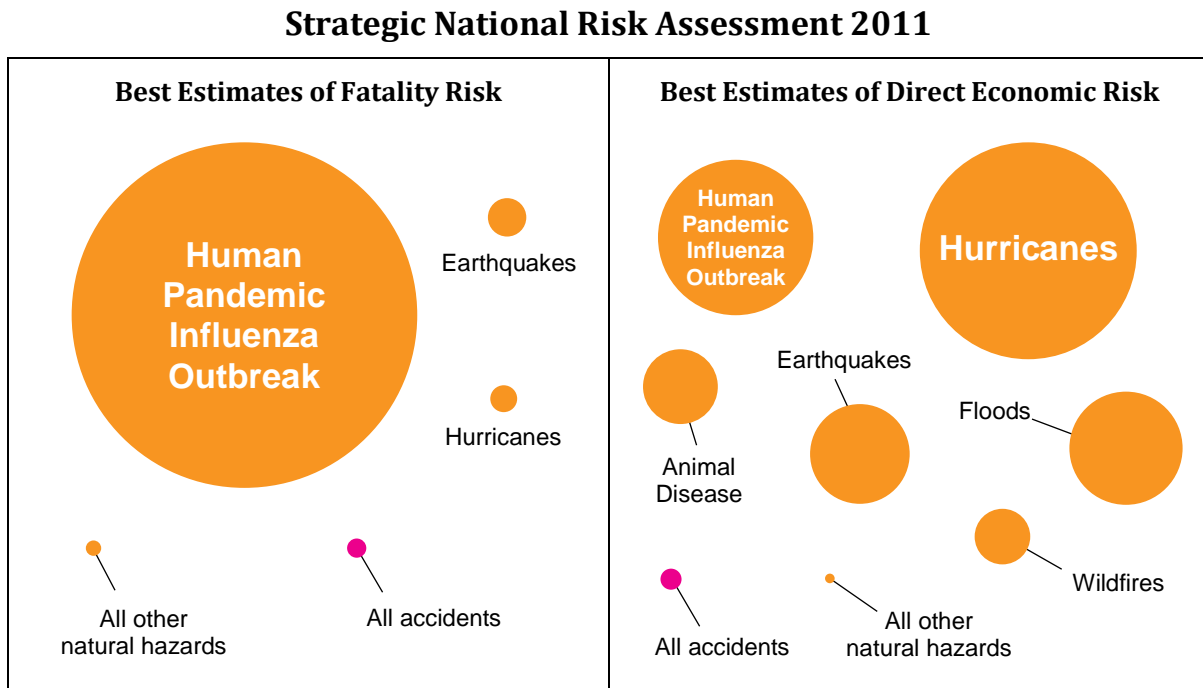 Strategic National Risk Assessment 2011
Best Estimates of Fatality Risk
Human
Pandemic
Influenza
Outbreak
Earthquakes
Hurricanes
All other
natural hazards
All accidents
Best Estimates of Direct Economic Risk
Human
Pandemic
Influenza
Outbreak
Hurricanes
Earthquakes
Floods
Animal
Disease
Wildfires
All accidents
All other
natural hazards